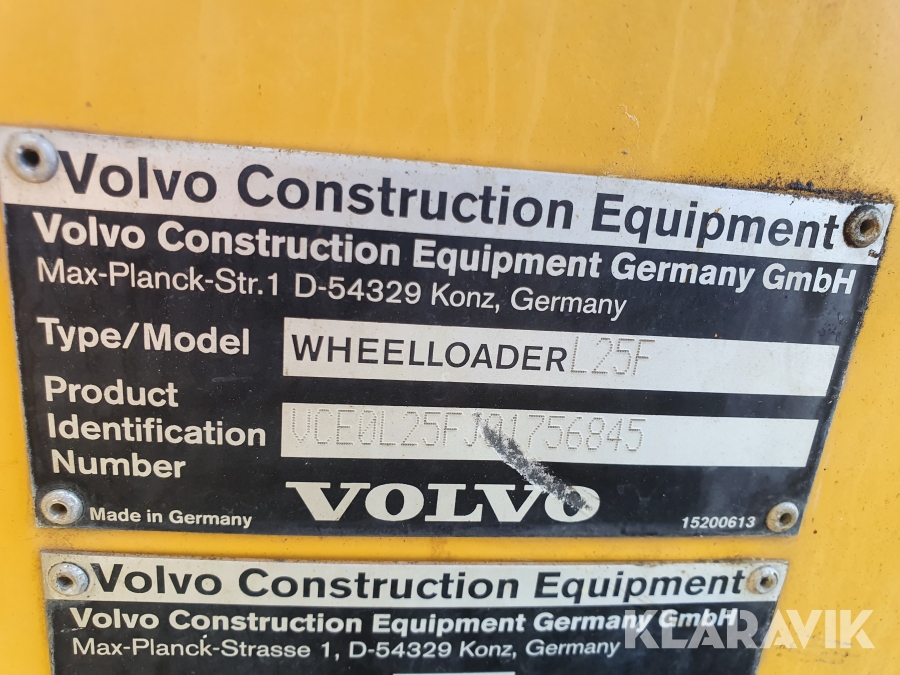 Volvo Construction Equipment
Volvo Construction Equipment Germany GmbH
Max-Planck-Str.1 D-54329 Konz, Germany
Type/Model WHEELLOADER L25F
Product
Identification VCE0L25FJ01756845
Number
Made in Germany VOLVO 15200613
Volvo Construction Equipment
Volvo Construction Equipment Germany GmbH
Max-Planck-Strasse 1, D-54329 Konz, Germany
KLARAVIK